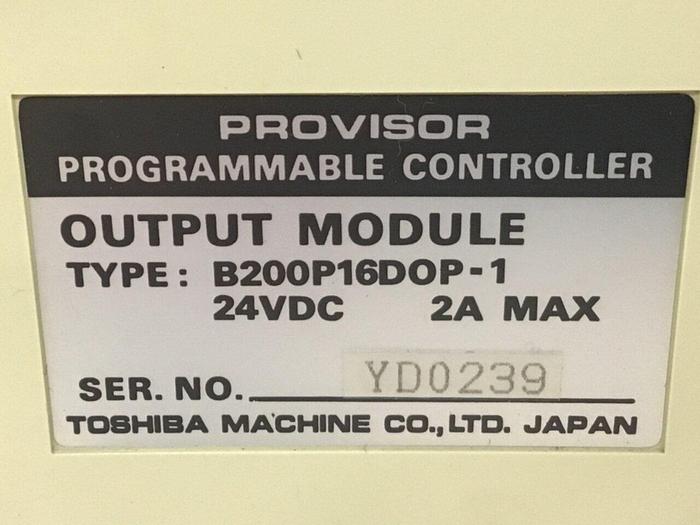 PROVISOR
PROGRAMMABLE CONTROLLER
OUTPUT MODULE
TYPE: B200P16DOP-1
24VDC 2A MAX
SER. NO. YD0239
TOSHIBA MACHINE CO.,LTD. JAPAN